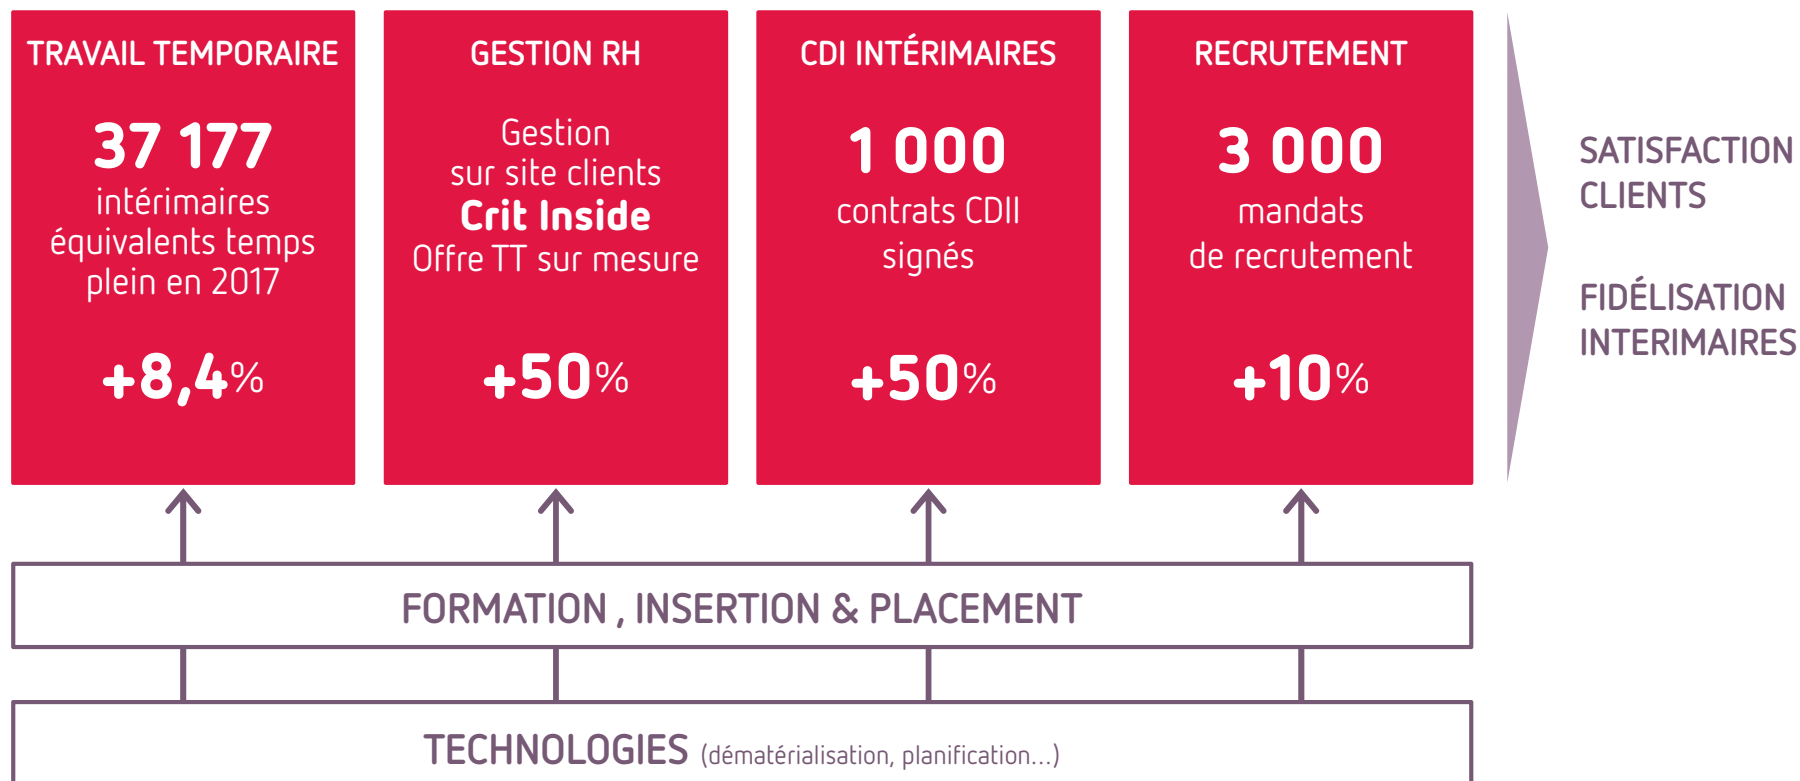 TRAVAIL TEMPORAIRE
37 177
intérimaires
équivalents temps
plein en 2017
+8,4%
GESTION RH
Gestion
sur site clients
Crit Inside
Offre TT sur mesure
+50%
CDI INTÉRIMAIRES
1 000
contrats CDII
signés
+50%
RECRUTEMENT
3 000
mandats
de recrutement
+10%
SATISFACTION
CLIENTS
FIDÉLISATION
INTERIMAIRES
FORMATION , INSERTION & PLACEMENT
TECHNOLOGIES (dématérialisation, planification...)